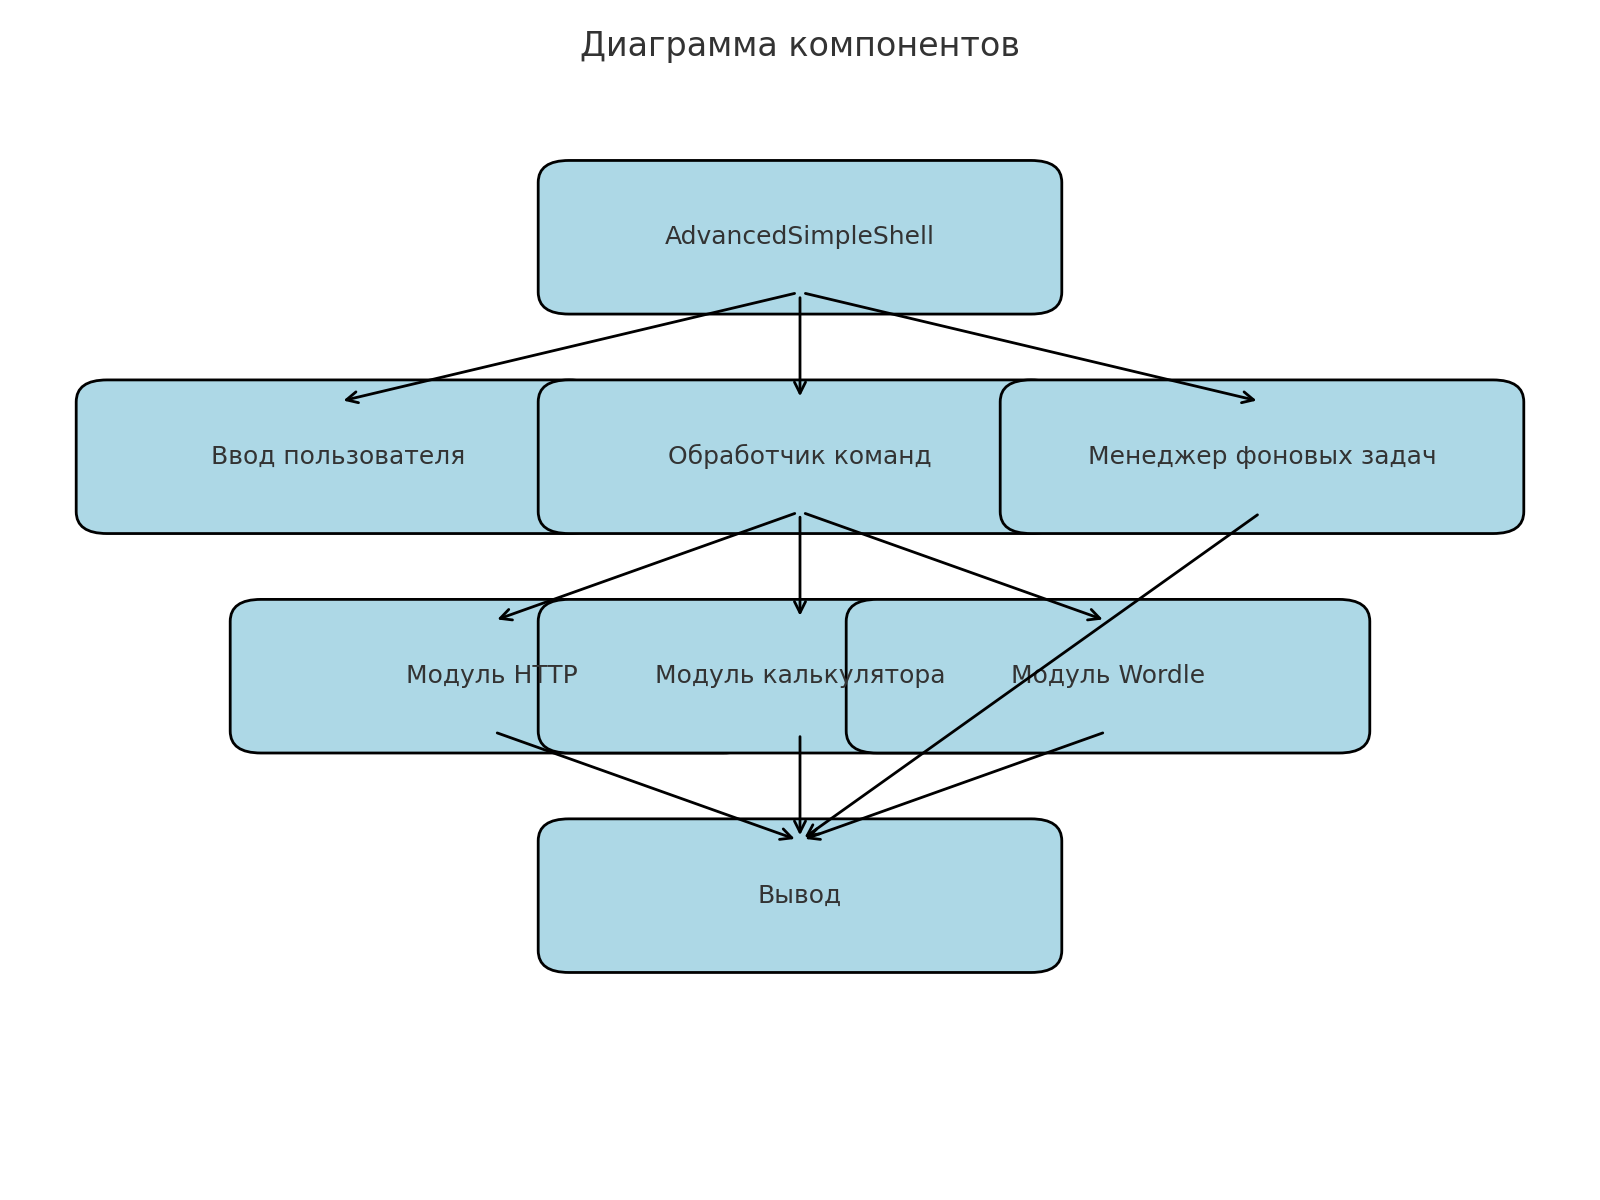 Диаграмма компонентов
AdvancedSimpleShell
Ввод пользователя
Обработчик команд
Менеджер фоновых задач
Модуль HTTP
Модуль калькулятора
Модуль Wordle
Вывод